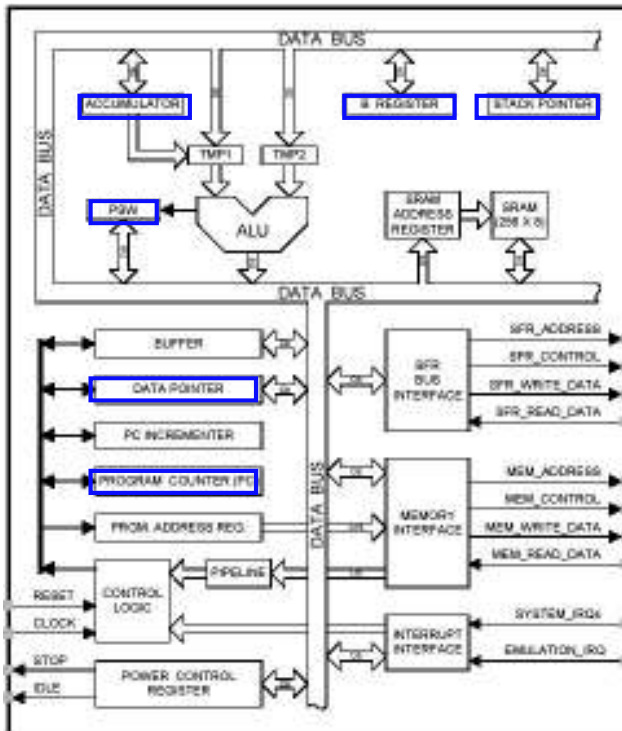 DATA BUS
ACCUMULATOR
B REGISTER
STACK POINTER
TMP1
TMP2
DATA BUS
PSW
ALU
SRAM
ADDRESS
REGISTER
SRAM
(256 X 8)
DATA BUS
BUFFER
DATA POINTER
PC INCREMENTER
PROGRAM COUNTER (PC)
PROM ADDRESS REG.
DATA BUS
SFR
BUS
INTERFACE
SFR_ADDRESS
SFR_CONTROL
SFR_WRITE_DATA
SFR_READ_DATA
MEMORY
INTERFACE
MEM_ADDRESS
MEM_CONTROL
MEM_WRITE_DATA
MEM_READ_DATA
PIPELINE
CONTROL
LOGIC
RESET
CLOCK
INTERRUPT
INTERFACE
SYSTEM_IRQs
EMULATION_IRQ
STOP
IDLE
POWER CONTROL
REGISTER